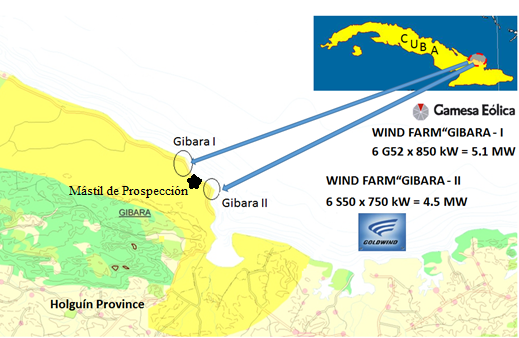 CUBA
Gamesa Eólica
WIND FARM“GIBARA - I
6 G52 x 850 kW = 5.1 MW
WIND FARM“GIBARA - II
6 S50 x 750 kW = 4.5 MW
GOLDWIND
Gibara I
Mástil de Prospección
Gibara II
GIBARA
Holguín Province